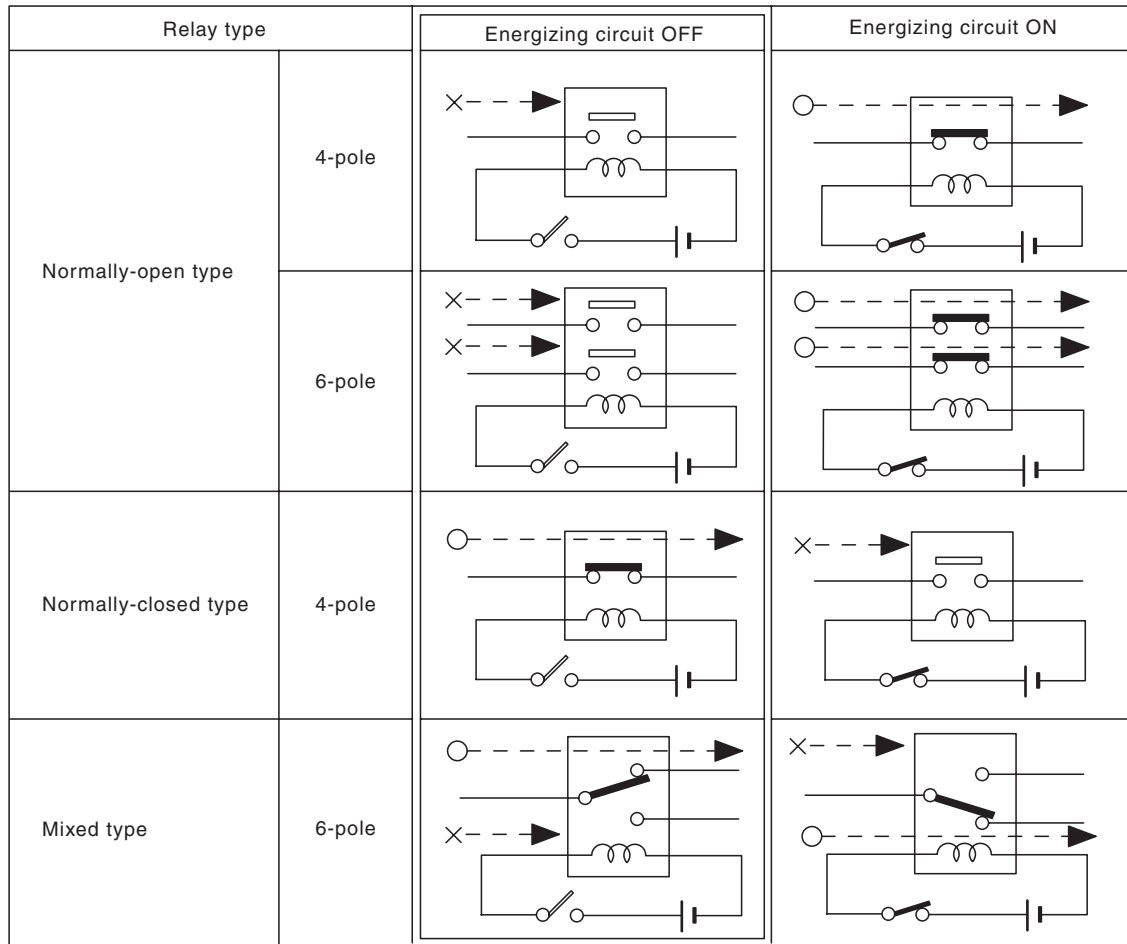 Relay type
Energizing circuit OFF
Energizing circuit ON
Normally-open type
4-pole
6-pole
Normally-closed type
4-pole
Mixed type
6-pole